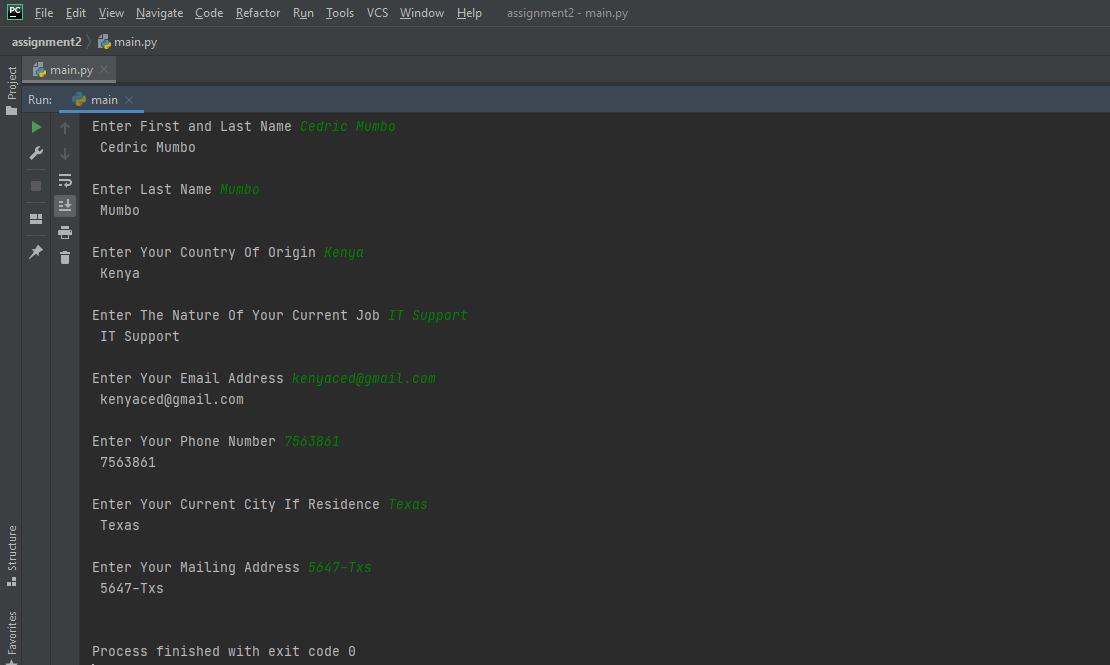 PC File Edit View Navigate Code Refactor Run Tools VCS Window Help assignment2 - main.py
assignment2 main.py
Project main.py
Run: main
Enter First and Last Name Cedric Mumbo
Cedric Mumbo
Enter Last Name Mumbo
Mumbo
Enter Your Country Of Origin Kenya
Kenya
Enter The Nature Of Your Current Job IT Support
IT Support
Enter Your Email Address kenyaced@gmail.com
kenyaced@gmail.com
Enter Your Phone Number 7563861
7563861
Enter Your Current City If Residence Texas
Texas
Enter Your Mailing Address 5647-Txs
5647-Txs
Process finished with exit code 0
Structure
Favorites